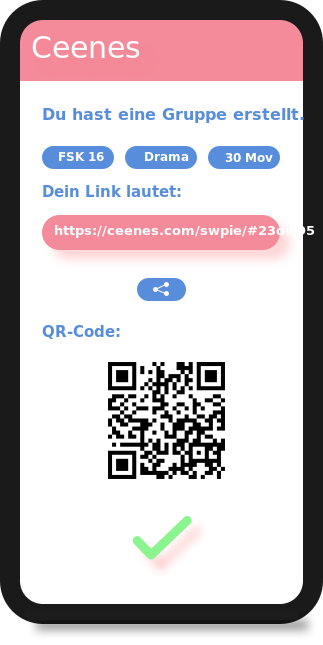 Ceenes
Du hast eine Gruppe erstellt.
FSK 16 Drama 30 Mov
Dein Link lautet:
https://ceenes.com/swpie/#23dvO5
QR-Code: